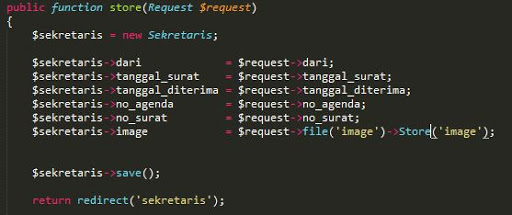 public function store(Request $request)
{
$sekretaris = new Sekretaris;
$sekretaris->dari = $request->dari;
$sekretaris->tanggal_surat = $request->tanggal_surat;
$sekretaris->tanggal_diterima = $request->tanggal_diterima;
$sekretaris->no_agenda = $request->no_agenda;
$sekretaris->no_surat = $request->no_surat;
$sekretaris->image = $request->file('image')->Store('image');
$sekretaris->save();
return redirect('sekretaris');